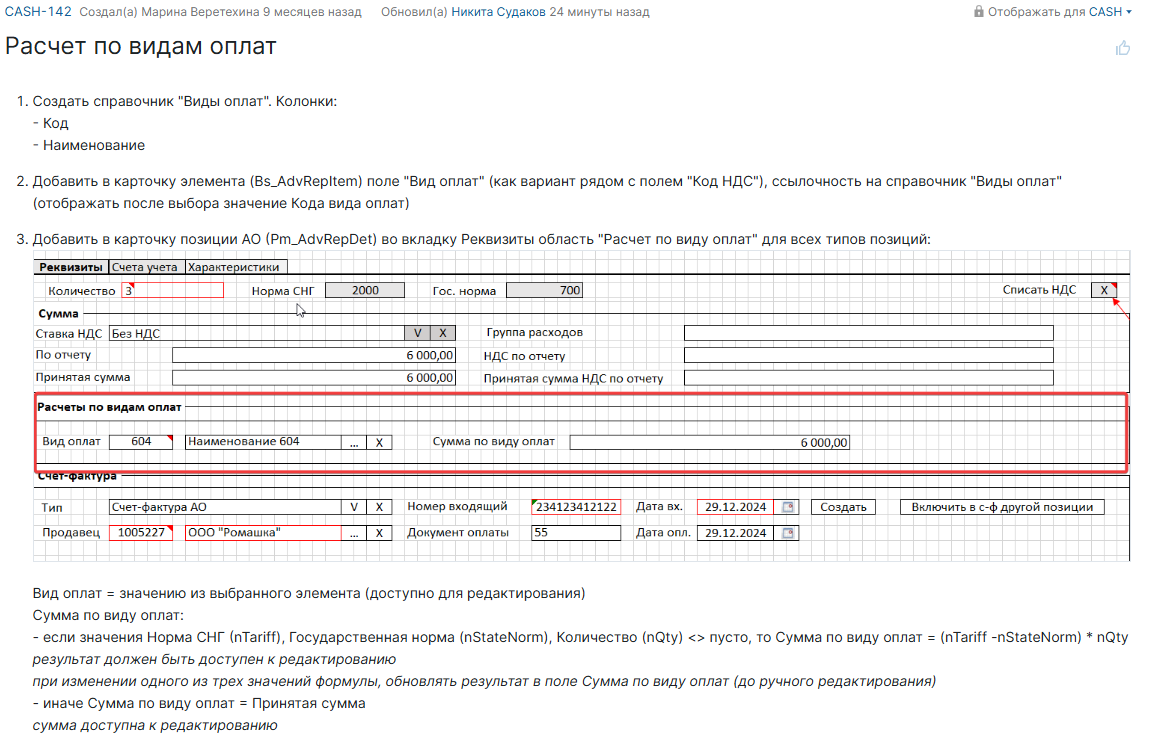 CASH-142 Создал(а) Марина Веретехина 9 месяцев назад Обновил(а) Никита Судаков 24 минуты назад Отображать для CASH
Расчет по видам оплат
1. Создать справочник "Виды оплат". Колонки:
- Код
- Наименование
2. Добавить в карточку элемента (Bs_AdvRepItem) поле "Вид оплат" (как вариант рядом с полем "Код НДС"), ссылочность на справочник "Виды оплат"
(отображать после выбора значение Кода вида оплат)
3. Добавить в карточку позиции АО (Pm_AdvRepDet) во вкладку Реквизиты область "Расчет по виду оплат" для всех типов позиций:
Реквизиты Счета учета Характеристики
Количество 3 Норма СНГ 2000 Гос. норма 700 Списать НДС X
Сумма
Ставка НДС Без НДС V X Группа расходов
По отчету 6 000,00 НДС по отчету
Принятая сумма 6 000,00 Принятая сумма НДС по отчету
Расчеты по видам оплат
Вид оплат 604 Наименование 604 ... X Сумма по виду оплат 6 000,00
Счет-фактура
Тип Счет-фактура АО V X Номер входящий 234123412122 Дата вх. 29.12.2024 Создать Включить в с-ф другой позиции
Продавец 1005227 ООО "Ромашка" ... X Документ оплаты 55 Дата опл. 29.12.2024
Вид оплат = значению из выбранного элемента (доступно для редактирования)
Сумма по виду оплат:
- если значения Норма СНГ (nTariff), Государственная норма (nStateNorm), Количество (nQty) <> пусто, то Сумма по виду оплат = (nTariff -nStateNorm) * nQty
результат должен быть доступен к редактированию
при изменении одного из трех значений формулы, обновлять результат в поле Сумма по виду оплат (до ручного редактирования)
- иначе Сумма по виду оплат = Принятая сумма
сумма доступна к редактированию